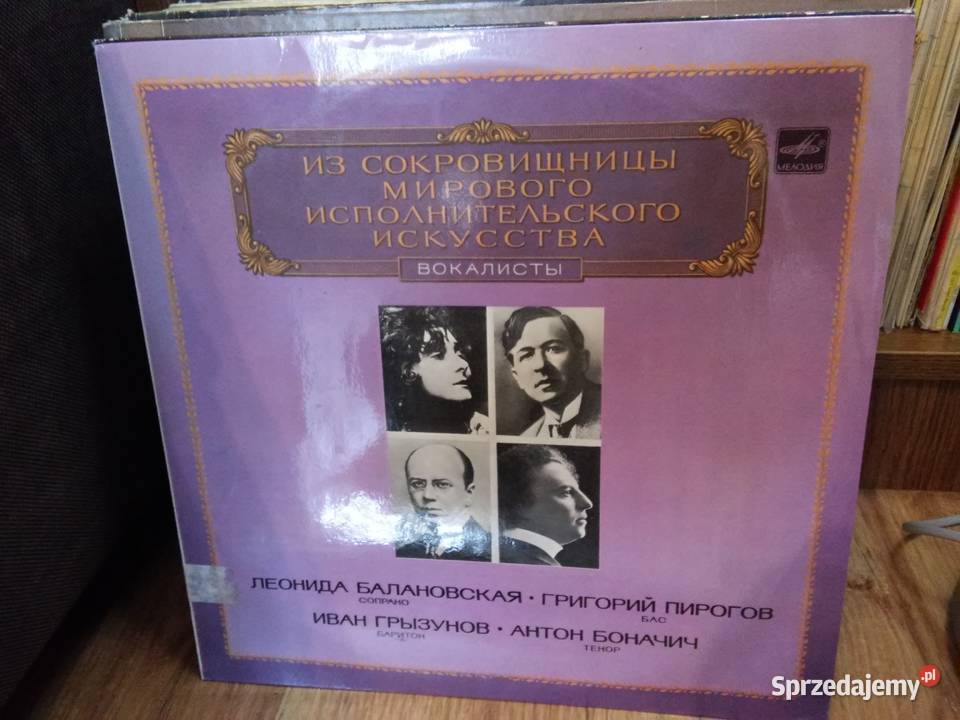 ИЗ СОКРОВИЩНИЦЫ
МИРОВОГО
ИСПОЛНИТЕЛЬСКОГО
ИСКУССТВА
ВОКАЛИСТЫ
МЕЛОДИЯ
ЛЕОНИДА БАЛАНОВСКАЯ • ГРИГОРИЙ ПИРОГОВ
СОПРАНО БАС
ИВАН ГРЫЗУНОВ • АНТОН БОНАЧИЧ
БАРИТОН ТЕНОР
Sprzedajemy.pl